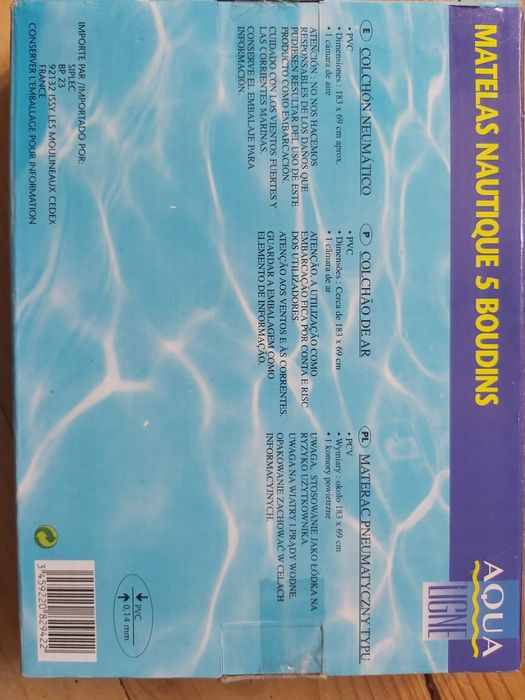 MATELAS NAUTIQUE 5 BOUDINS
AQUA
LIGNE
E COLCHÓN NEUMÁTICO
• PVC
• Dimensiones : 183 x 69 cm aprox.
• 1 cámara de aire
ATENCIÓN : NO NOS HACEMOS
RESPONSABLES DE LOS DAÑOS QUE
PUDIESEN RESULTAR DEL USO DE ESTE
PRODUCTO COMO EMBARCACIÓN.
CUIDADO CON LOS VIENTOS FUERTES Y
LAS CORRIENTES MARINAS.
CONSERVE EL EMBALAJE PARA
INFORMACIÓN.
P COLCHÃO DE AR
• PVC
• Dimensões : Cerca de 183 x 69 cm
• 1 câmara de ar
ATENÇÃO, A UTILIZAÇÃO COMO
EMBARCAÇÃO FICA POR CONTA E RISC
DOS UTILIZADORES.
ATENÇÃO AOS VENTOS E ÀS CORRENTES.
GUARDAR A EMBALAGEM COMO
ELEMENTO DE INFORMAÇÃO.
PL MATERAC PNEUMATYCZNY TYPU
• PCV
• Wymiary : około 183 x 69 cm
• 1 komory powietrzne
UWAGA, STOSOWANIE JAKO ŁÓDKA NA
RYZYKO UŻYTKOWNIKA.
UWAGA NA WIATRY I PRĄDY WODNE.
OPAKOWANIE ZACHOWAĆ W CELACH
INFORMACYJNYCH.
IMPORTE PAR /IMPORTADO POR:
SIPLEC
BP 23
92132 ISSY LES MOULINEAUX CEDEX
FRANCE
CONSERVER L'EMBALLAGE POUR INFORMATION
PVC
0,14 mm
3 459220 829422